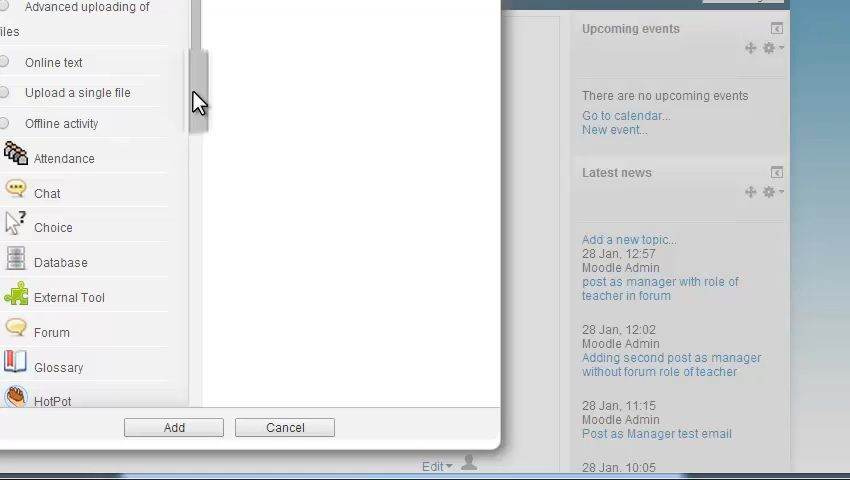 Advanced uploading of
files
Online text
Upload a single file
Offline activity
Attendance
Chat
Choice
Database
External Tool
Forum
Glossary
HotPot
Add
Cancel
Edit
Upcoming events
There are no upcoming events
Go to calendar...
New event...
Latest news
Add a new topic...
28 Jan, 12:57
Moodle Admin
post as manager with role of
teacher in forum
28 Jan, 12:02
Moodle Admin
Adding second post as manager
without forum role of teacher
28 Jan, 11:15
Moodle Admin
Post as Manager test email
28 Jan, 10:05